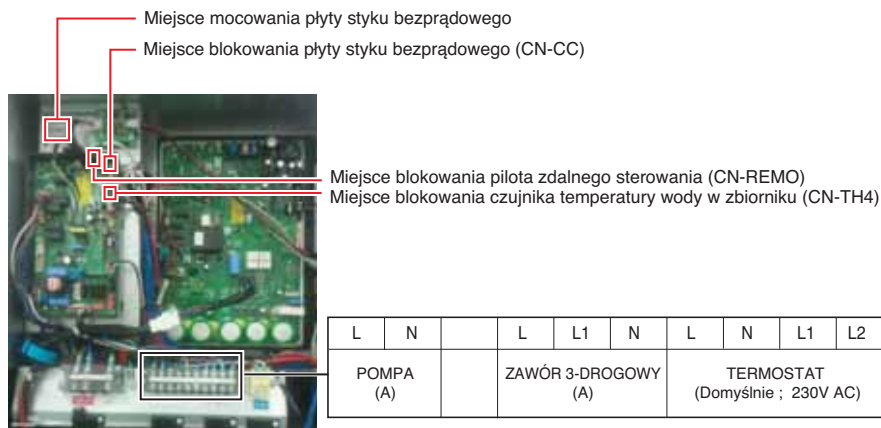 Miejsce mocowania płyty styku bezprądowego
Miejsce blokowania płyty styku bezprądowego (CN-CC)
Miejsce blokowania pilota zdalnego sterowania (CN-REMO)
Miejsce blokowania czujnika temperatury wody w zbiorniku (CN-TH4)
L N L L1 N L N L1 L2
POMPA ZAWÓR 3-DROGOWY TERMOSTAT
(A) (A) (Domyślnie ; 230V AC)